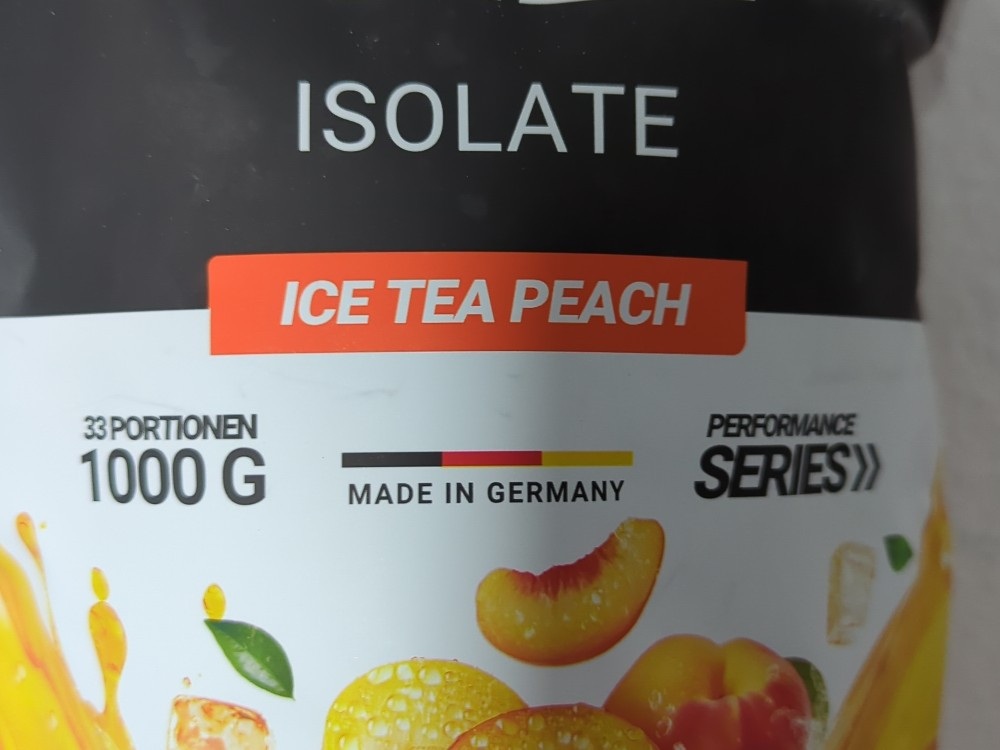 ISOLATE
ICE TEA PEACH
33 PORTIONEN
1000 G
MADE IN GERMANY
PERFORMANCE
SERIES»